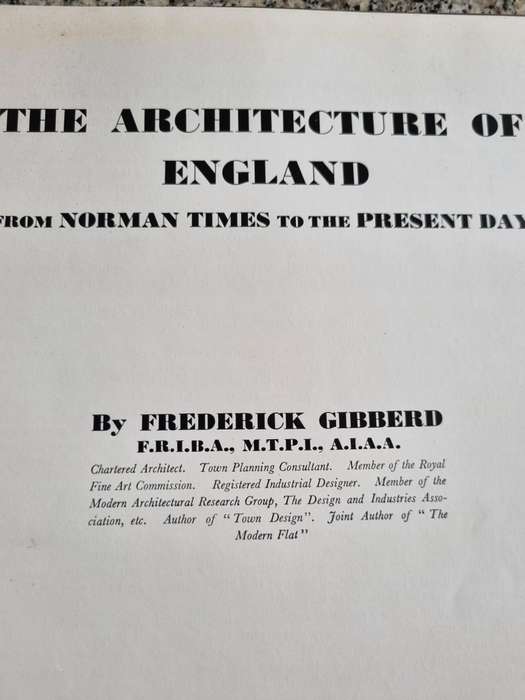 THE ARCHITECTURE OF
ENGLAND
FROM NORMAN TIMES TO THE PRESENT DAY
By FREDERICK GIBBERD
F.R.I.B.A., M.T.P.I., A.I.A.A.
Chartered Architect. Town Planning Consultant. Member of the Royal
Fine Art Commission. Registered Industrial Designer. Member of the
Modern Architectural Research Group, The Design and Industries Asso-
ciation, etc. Author of "Town Design". Joint Author of "The
Modern Flat"